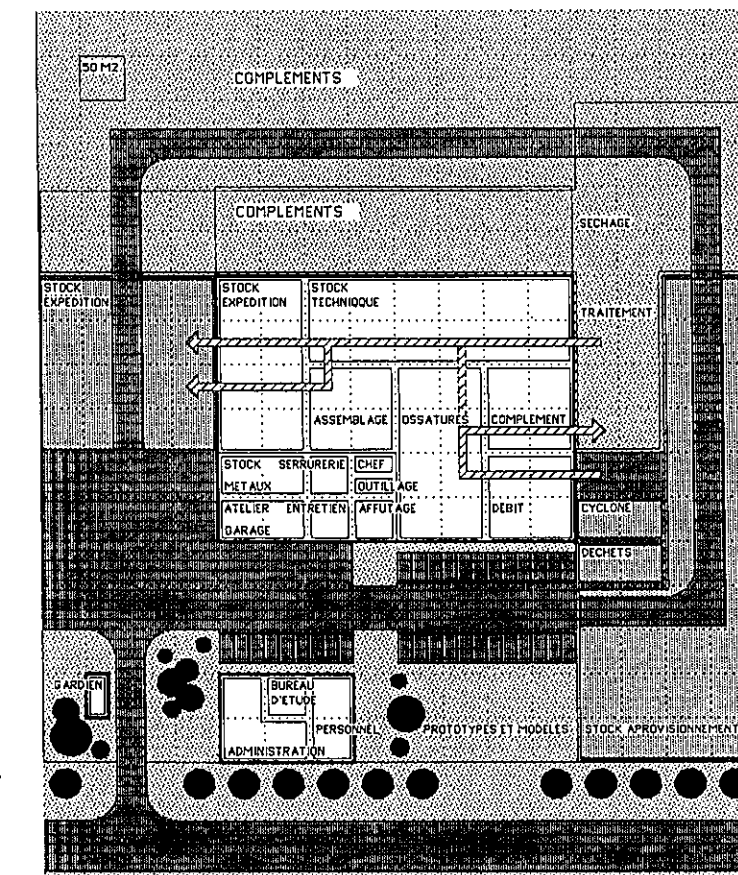 50 M2
COMPLEMENTS
COMPLEMENTS
SECHAGE
STOCK
EXPEDITION
STOCK
EXPEDITION
STOCK
TECHNIQQUE
TRAITEMENT
ASSEMBLAGE
OSSATURES
COMPLEMENT
STOCK
METAUX
SERRURERIE
CHEF
OUTILLAGE
ATELIER
GARAGE
ENTRETIEN
AFFUTAGE
DEBIT
CYCLONE
DECHETS
GARDIEN
BUREAU
D'ETUDE
PERSONNEL
ADMINISTRATION
PROTOTYPES ET MODELES
STOCK APROVISIONNEMENT